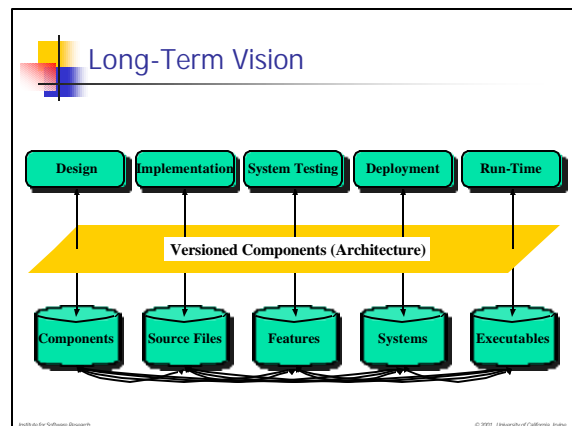 Long-Term Vision
Design Implementation System Testing Deployment Run-Time
Versioned Components (Architecture)
Components Source Files Features Systems Executables
Institute for Software Research © 2001, University of California, Irvine